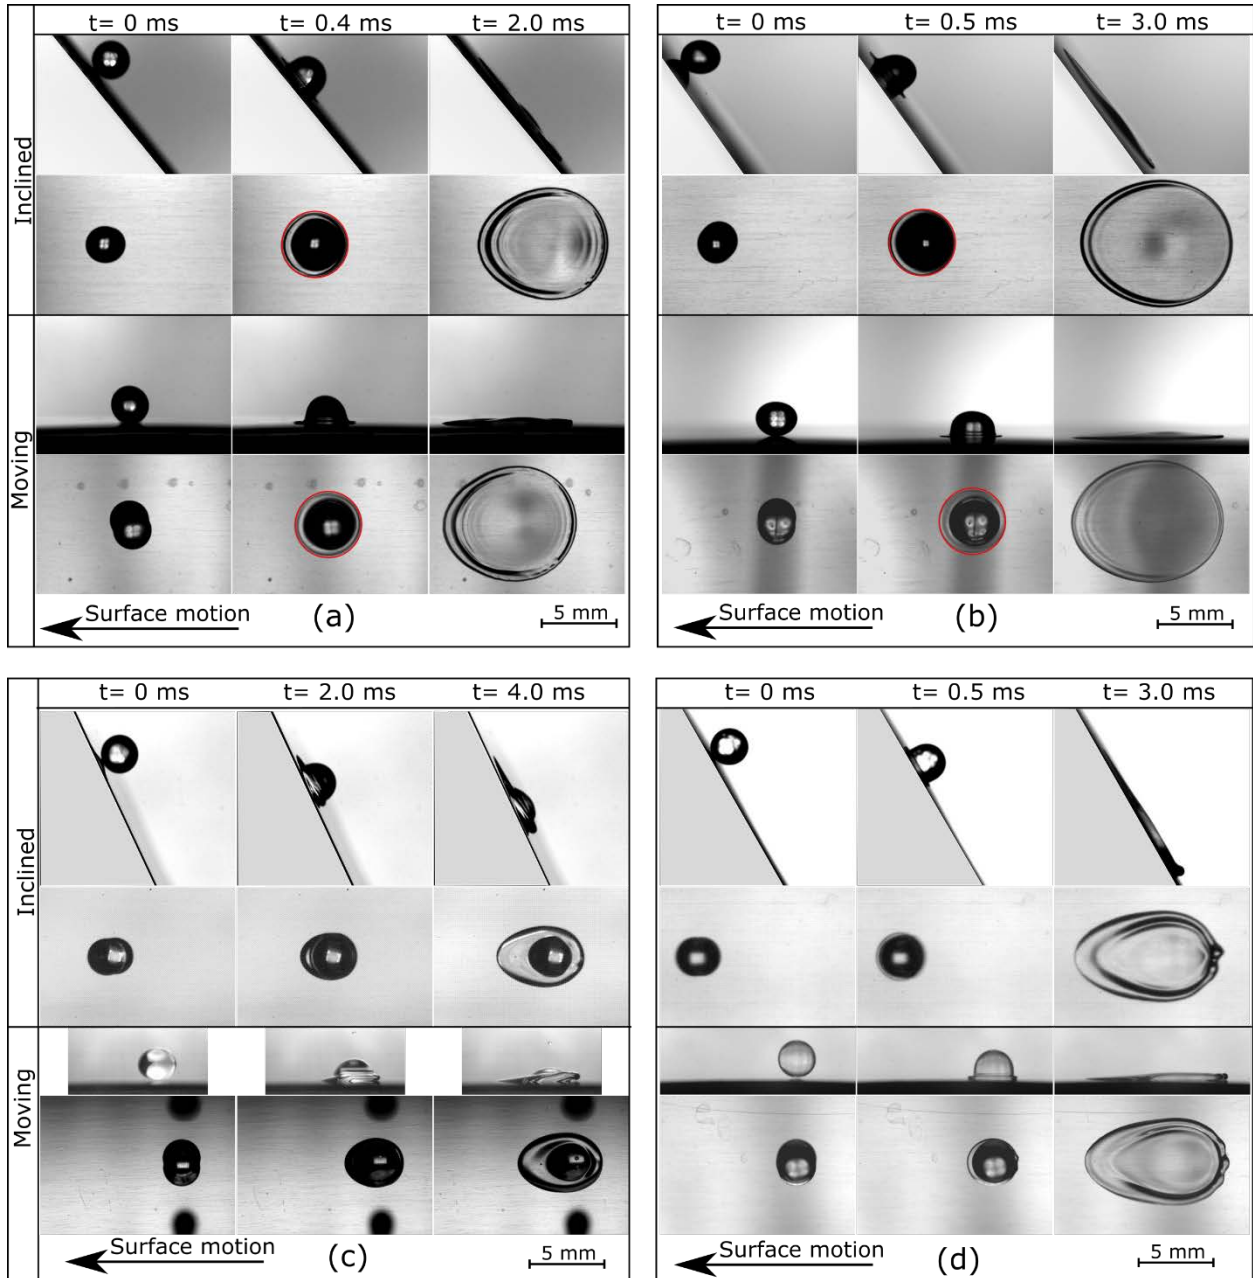 t= 0 ms t= 0.4 ms t= 2.0 ms
Inclined
Moving
Surface motion (a) 5 mm
t= 0 ms t= 0.5 ms t= 3.0 ms
Surface motion (b) 5 mm
t= 0 ms t= 2.0 ms t= 4.0 ms
Inclined
Moving
Surface motion (c) 5 mm
t= 0 ms t= 0.5 ms t= 3.0 ms
Surface motion (d) 5 mm